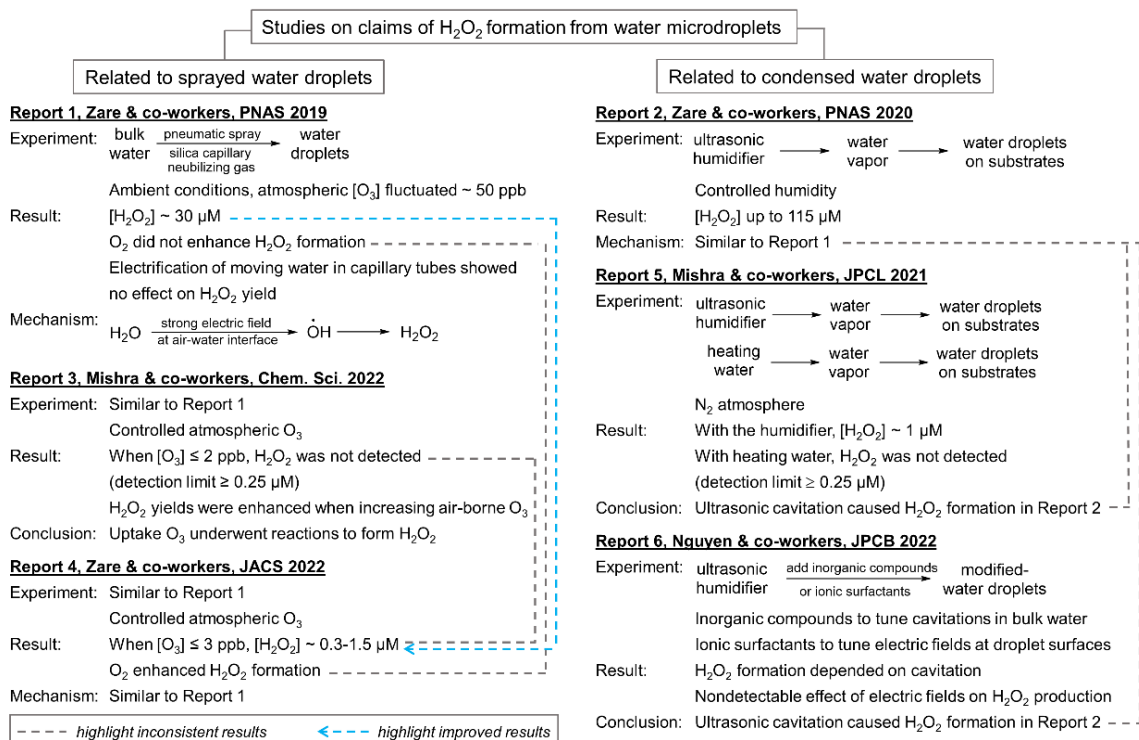 Studies on claims of H₂O₂ formation from water microdroplets
Related to sprayed water droplets
Report 1, Zare & co-workers, PNAS 2019
Experiment: bulk water pneumatic spray silica capillary neubilizing gas water droplets
Ambient conditions, atmospheric [O₃] fluctuated ~ 50 ppb
Result: [H₂O₂] ~ 30 µM
O₂ did not enhance H₂O₂ formation
Electrification of moving water in capillary tubes showed
no effect on H₂O₂ yield
Mechanism: H₂O strong electric field at air-water interface ȮH H₂O₂
Report 3, Mishra & co-workers, Chem. Sci. 2022
Experiment: Similar to Report 1
Controlled atmospheric O₃
Result: When [O₃] ≤ 2 ppb, H₂O₂ was not detected
(detection limit ≥ 0.25 µM)
H₂O₂ yields were enhanced when increasing air-borne O₃
Conclusion: Uptake O₃ underwent reactions to form H₂O₂
Report 4, Zare & co-workers, JACS 2022
Experiment: Similar to Report 1
Controlled atmospheric O₃
Result: When [O₃] ≤ 3 ppb, [H₂O₂] ~ 0.3-1.5 µM
O₂ enhanced H₂O₂ formation
Mechanism: Similar to Report 1
highlight inconsistent results highlight improved results
Related to condensed water droplets
Report 2, Zare & co-workers, PNAS 2020
Experiment: ultrasonic humidifier water vapor water droplets on substrates
Controlled humidity
Result: [H₂O₂] up to 115 µM
Mechanism: Similar to Report 1
Report 5, Mishra & co-workers, JPCL 2021
Experiment: ultrasonic humidifier water vapor water droplets on substrates
heating water water vapor water droplets on substrates
N₂ atmosphere
Result: With the humidifier, [H₂O₂] ~ 1 µM
With heating water, H₂O₂ was not detected
(detection limit ≥ 0.25 µM)
Conclusion: Ultrasonic cavitation caused H₂O₂ formation in Report 2
Report 6, Nguyen & co-workers, JPCB 2022
Experiment: ultrasonic humidifier add inorganic compounds or ionic surfactants modified-water droplets
Inorganic compounds to tune cavitations in bulk water
Ionic surfactants to tune electric fields at droplet surfaces
Result: H₂O₂ formation depended on cavitation
Nondetectable effect of electric fields on H₂O₂ production
Conclusion: Ultrasonic cavitation caused H₂O₂ formation in Report 2